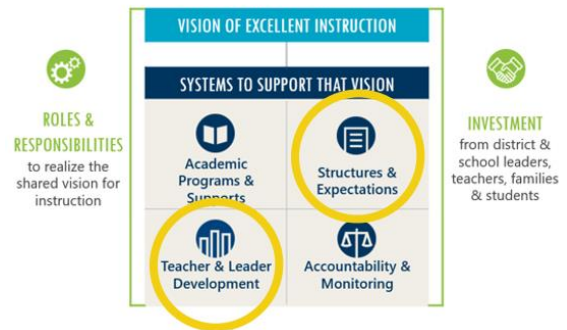 VISION OF EXCELLENT INSTRUCTION
SYSTEMS TO SUPPORT THAT VISION
ROLES &
RESPONSIBILITIES
to realize the
shared vision for
instruction
Academic
Programs &
Supports
Structures &
Expectations
Teacher & Leader
Development
Accountability &
Monitoring
INVESTMENT
from district &
school leaders,
teachers, families
& students